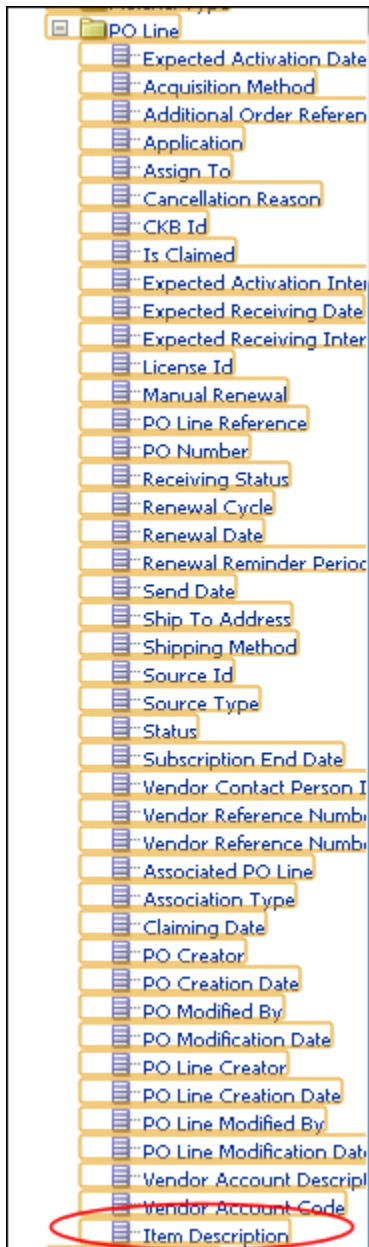 PO Line
Expected Activation Date
Acquisition Method
Additional Order Referen
Application
Assign To
Cancellation Reason
CKB Id
Is Claimed
Expected Activation Inter
Expected Receiving Date
Expected Receiving Inter
License Id
Manual Renewal
PO Line Reference
PO Number
Receiving Status
Renewal Cycle
Renewal Date
Renewal Reminder Period
Send Date
Ship To Address
Shipping Method
Source Id
Source Type
Status
Subscription End Date
Vendor Contact Person I
Vendor Reference Numb
Vendor Reference Numb
Associated PO Line
Association Type
Claiming Date
PO Creator
PO Creation Date
PO Modified By
PO Modification Date
PO Line Creator
PO Line Creation Date
PO Line Modified By
PO Line Modification Date
Vendor Account Descript
Vendor Account Code
Item Description